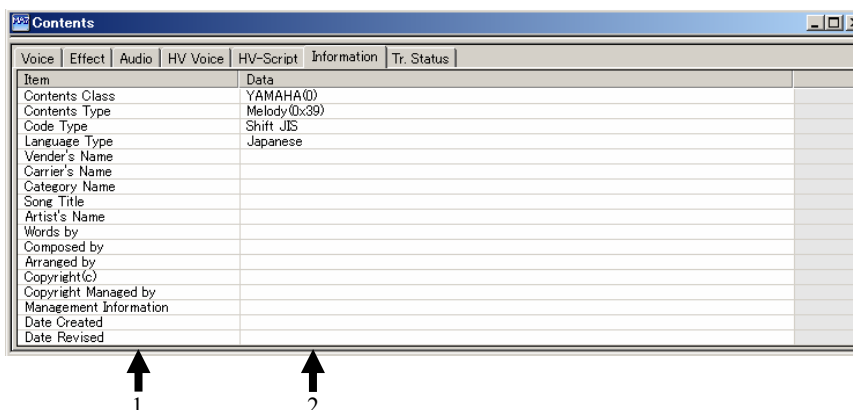 Contents
Voice Effect Audio HV Voice HV-Script Information Tr. Status
Item Data
Contents Class YAMAHA(0)
Contents Type Melody(0x39)
Code Type Shift JIS
Language Type Japanese
Vender's Name
Carrier's Name
Category Name
Song Title
Artist's Name
Words by
Composed by
Arranged by
Copyright(c)
Copyright Managed by
Management Information
Date Created
Date Revised
1 2